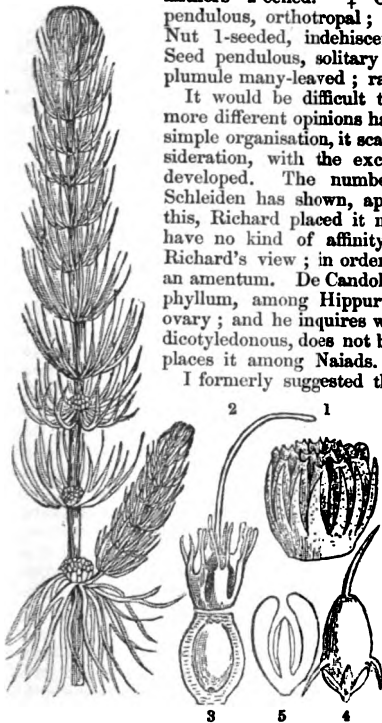 pendulous, orthotropal ;
Nut 1-seeded, indehisce
Seed pendulous, solitary
plumule many-leaved ; ra
It would be difficult t
more different opinions ha
simple organisation, it sca
sideration, with the exc
developed. The numbe
Schleiden has shown, ap
this, Richard placed it n
have no kind of affinity
Richard's view ; in order
an amentum. De Candol
phyllum, among Hippur
ovary ; and he inquires w
dicotyledonous, does not b
places it among Naiads.
I formerly suggested th
2 1
3 5 4